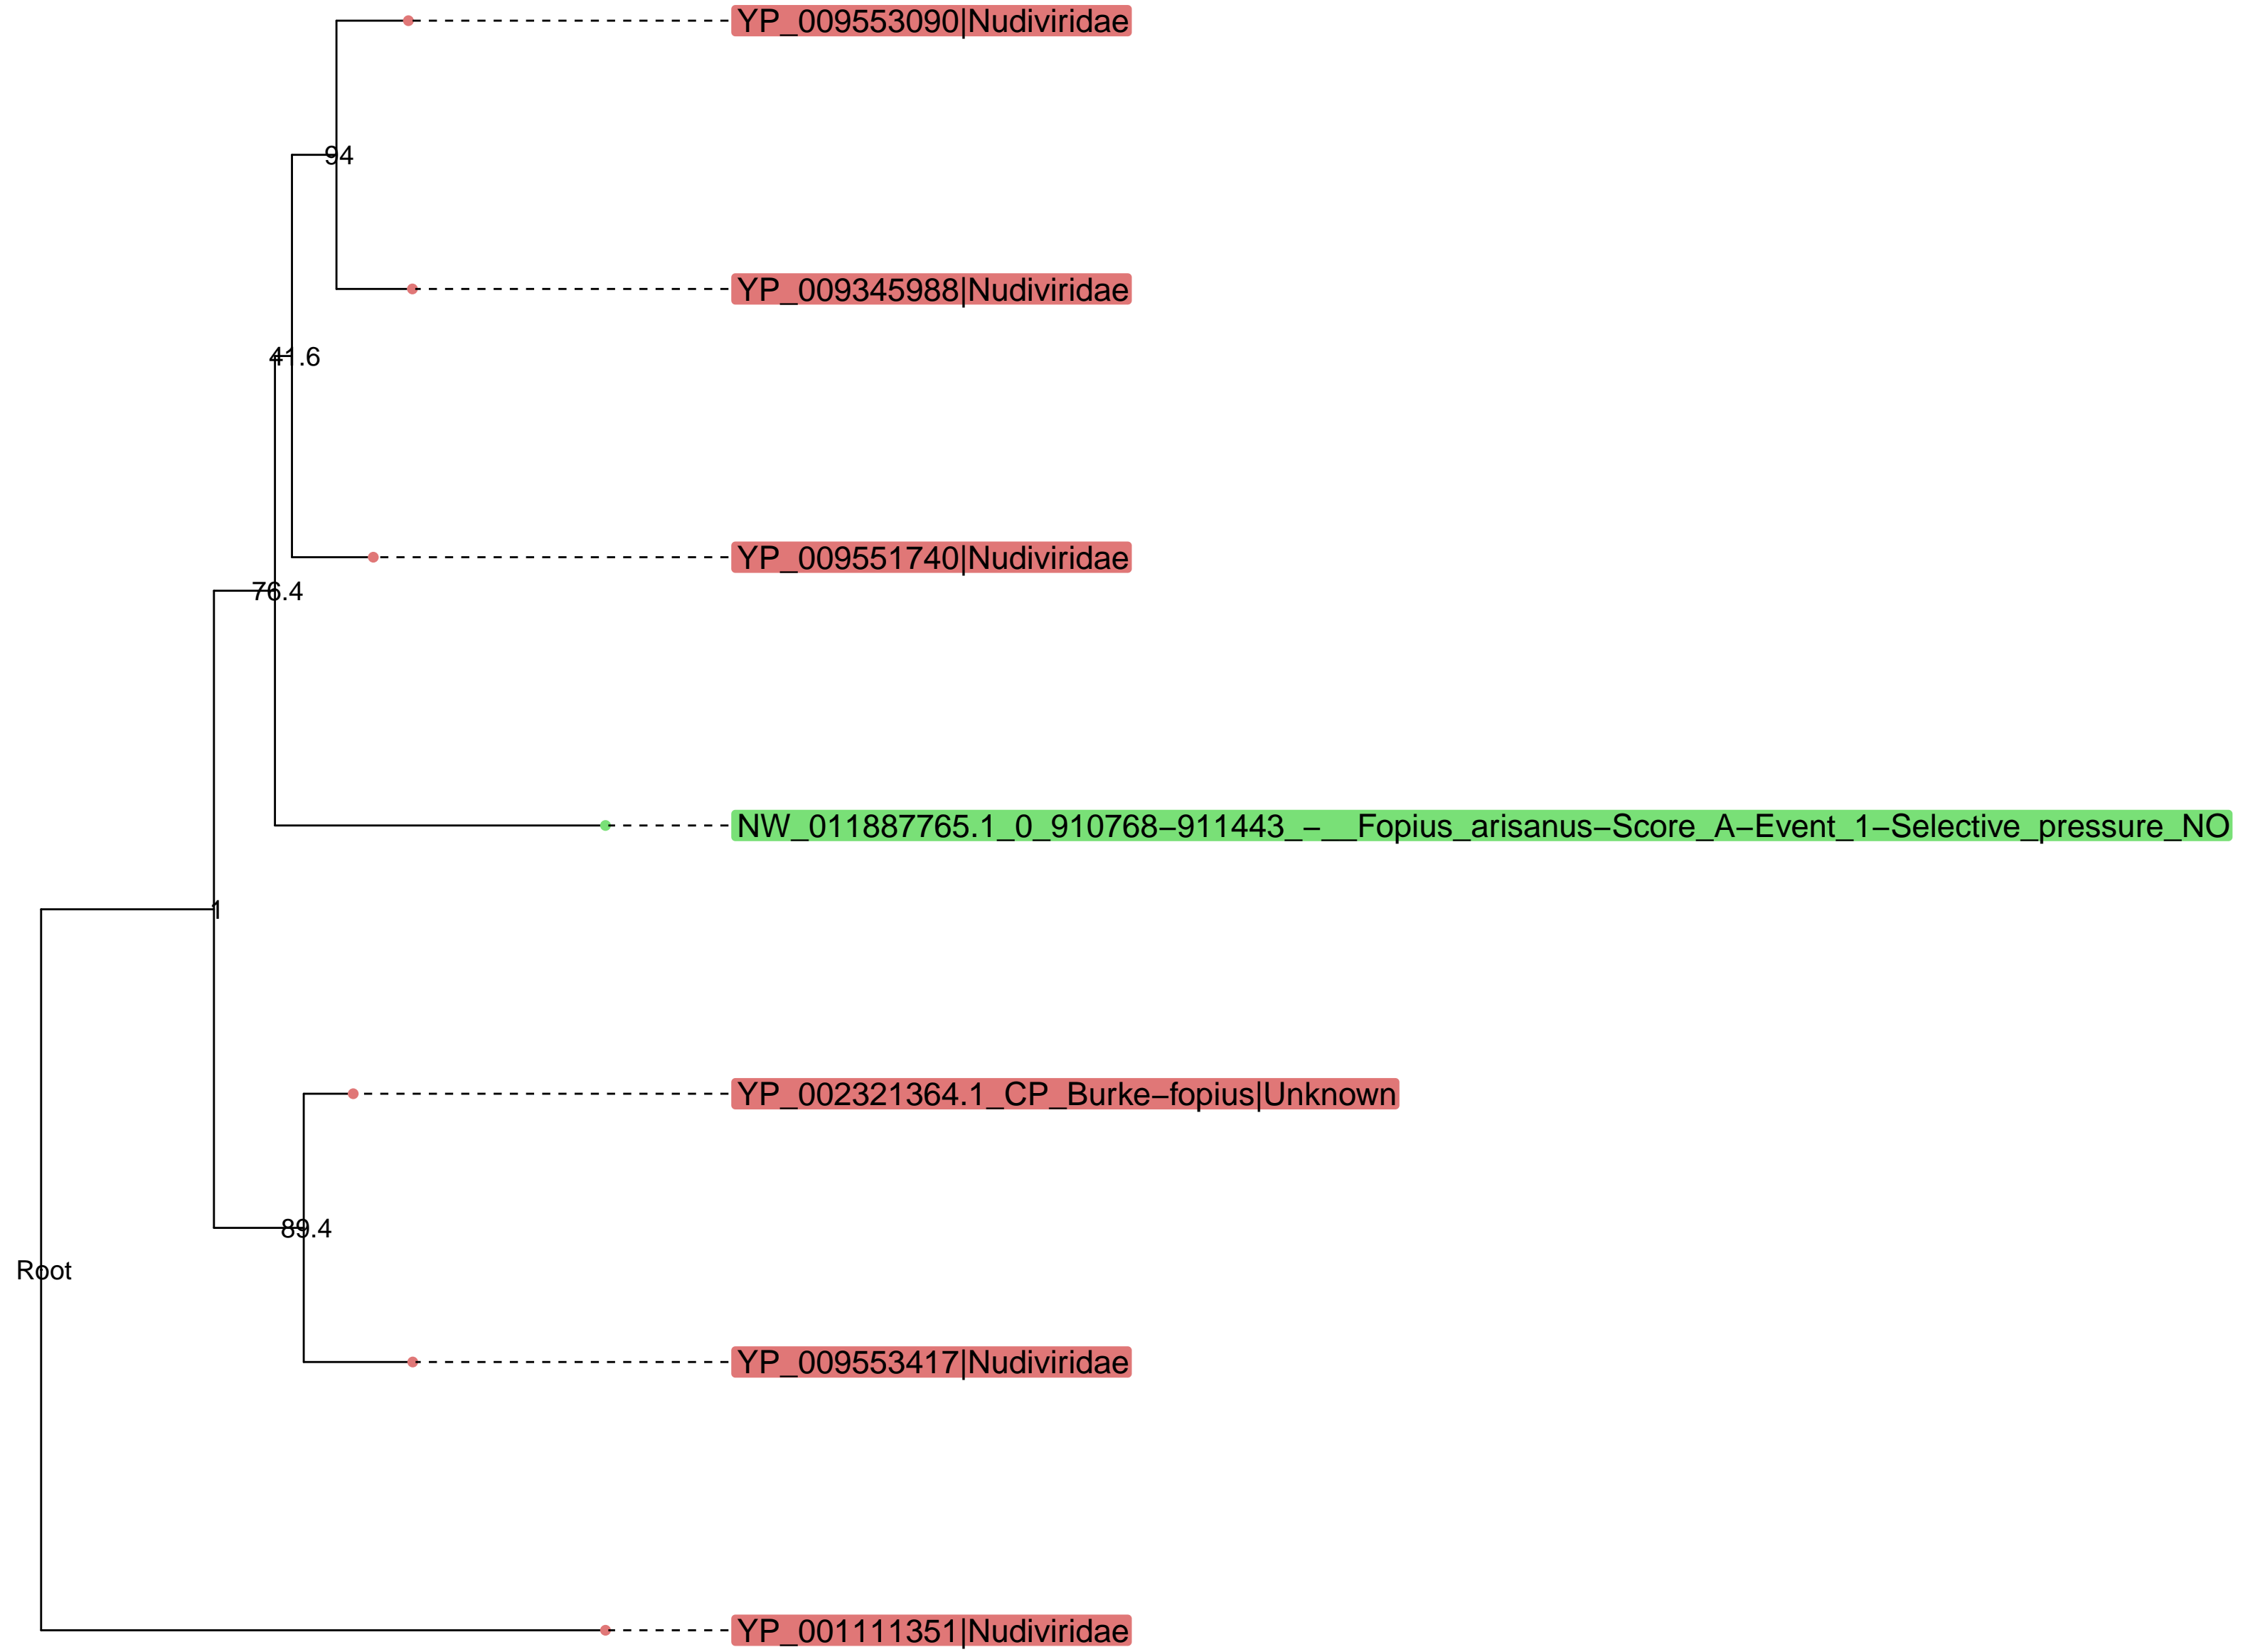 YP_009553090|Nudiviridae
94
YP_009345988|Nudiviridae
41.6
YP_009551740|Nudiviridae
76.4
NW_011887765.1_0_910768−911443_−__Fopius_arisanus−Score_A−Event_1−Selective_pressure_NO
1
YP_002321364.1_CP_Burke−fopius|Unknown
89.4
Root
YP_009553417|Nudiviridae
YP_001111351|Nudiviridae